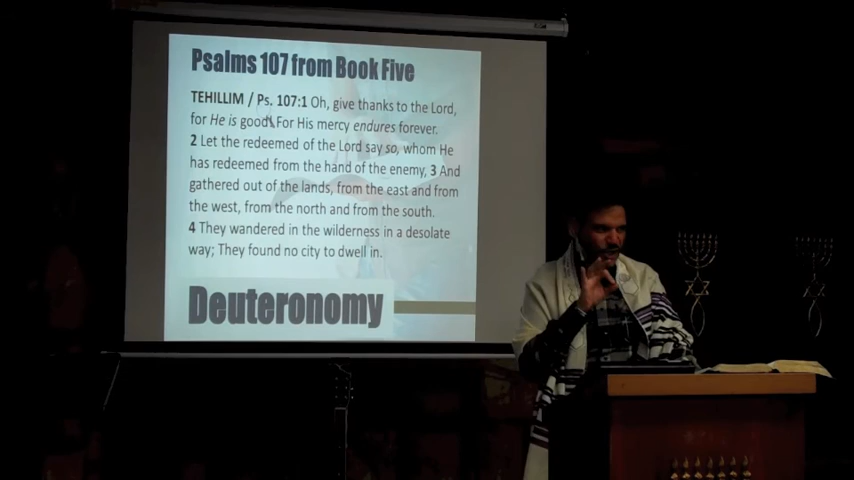 Psalms 107 from Book Five
TEHILLIM / Ps. 107:1 Oh, give thanks to the Lord,
for He is good! For His mercy endures forever.
2 Let the redeemed of the Lord say so, whom He
has redeemed from the hand of the enemy, 3 And
gathered out of the lands, from the east and from
the west, from the north and from the south.
4 They wandered in the wilderness in a desolate
way; They found no city to dwell in.
Deuteronomy